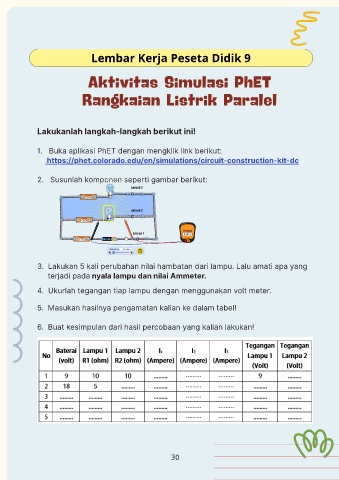 Lembar Kerja Peseta Didik 9
Aktivitas Simulasi PhET
Rangkaian Listrik Paralel
Lakukanlah langkah-langkah berikut ini!
1. Buka aplikasi PhET dengan mengklik link berikut:
https://phet.colorado.edu/en/simulations/circuit-construction-kit-dc
2. Susunlah komponen seperti gambar berikut:
3. Lakukan 5 kali perubahan nilai hambatan dari lampu. Lalu amati apa yang
terjadi pada nyala lampu dan nilai Ammeter.
4. Ukurlah tegangan tiap lampu dengan menggunakan volt meter.
5. Masukan hasilnya pengamatan kalian ke dalam tabel!
6. Buat kesimpulan dari hasil percobaan yang kalian lakukan!
No Baterai (volt) Lampu 1 R1 (ohm) Lampu 2 R2 (ohm) I₁ (Ampere) I₂ (Ampere) I₃ (Ampere) Tegangan Lampu 1 (Volt) Tegangan Lampu 2 (Volt)
1 9 10 10 ........ ........ ........ 9 ........
2 18 5 ........ ........ ........ ........ ........ ........
3 ........ ........ ........ ........ ........ ........ ........ ........
4 ........ ........ ........ ........ ........ ........ ........ ........
5 ........ ........ ........ ........ ........ ........ ........ ........
30